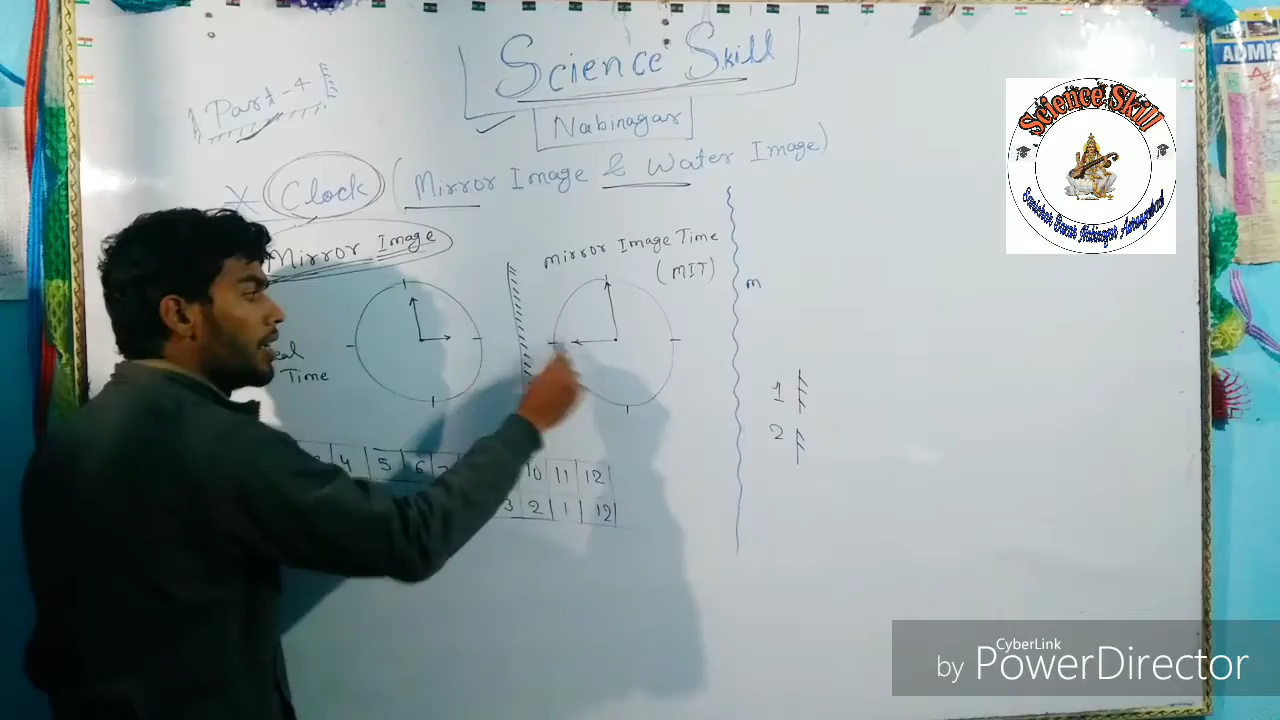 Science Skill
Part-4
Nabinagar
Clock (Mirror Image & Water Image)
Mirror Image
Mirror Image Time
(MIT)
m
Time
1
2
4 5 6
10 11 12
3 2 1 12
ADMIS
Science Skill
CyberLink
by PowerDirector